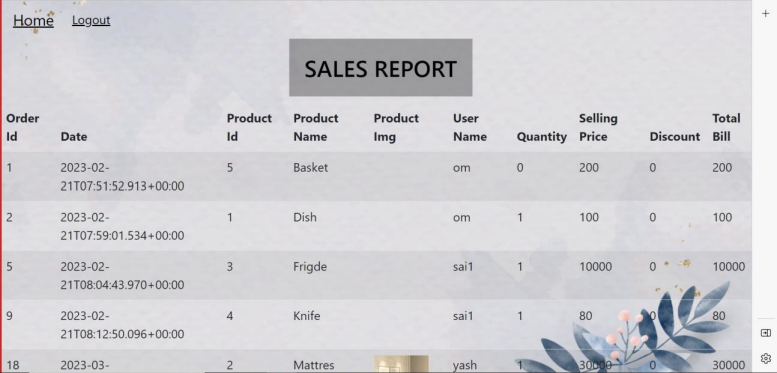 Home Logout
SALES REPORT
Order Id Date Product Id Product Name Product Img User Name Quantity Selling Price Discount Total Bill
1 2023-02-21T07:51:52.913+00:00 5 Basket om 0 200 0 200
2 2023-02-21T07:59:01.534+00:00 1 Dish om 1 100 0 100
5 2023-02-21T08:04:43.970+00:00 3 Frigde sai1 1 10000 0 10000
9 2023-02-21T08:12:50.096+00:00 4 Knife sai1 1 80 0 80
18 2023-03- 2 Mattres yash 1 30000 0 30000